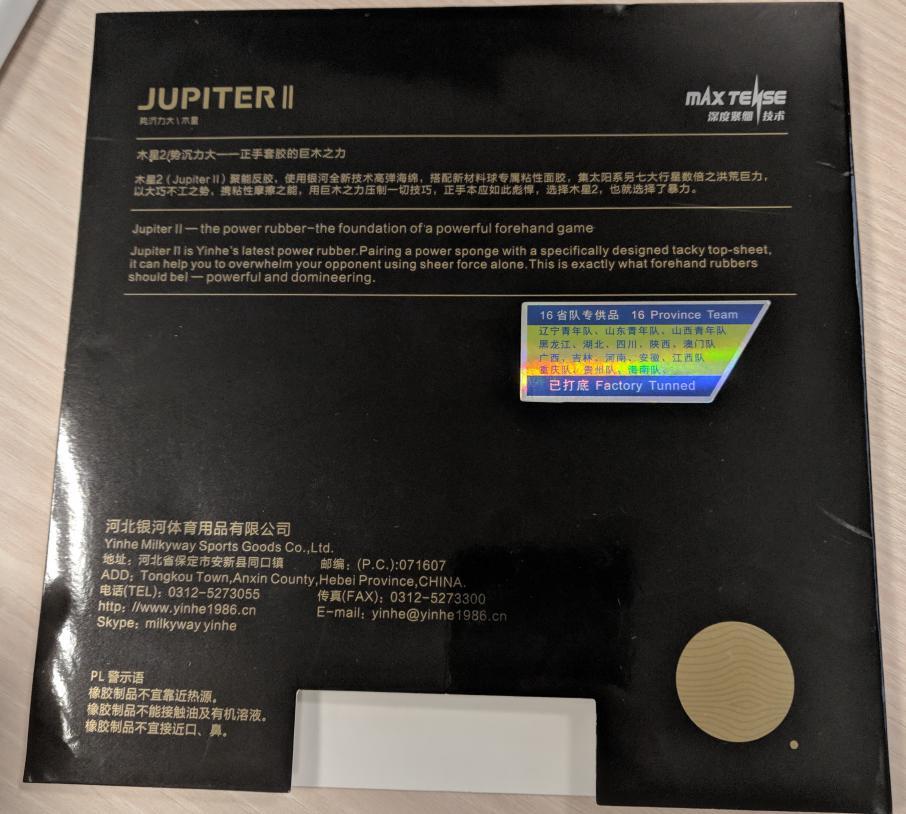 JUPITER II
势沉力大\木星
MAX TENSE
深度聚能 技术
木星2/势沉力大——正手套胶的巨木之力
木星2（Jupiter II）聚能反胶，使用银河全新技术高弹海绵，搭配新材料球专属粘性面胶，集太阳系另七大行星数倍之洪荒巨力，
以大巧不工之势，携粘性摩擦之能，用巨木之力压制一切技巧，正手本应如此彪悍，选择木星2，也就选择了暴力。
Jupiter II — the power rubber–the foundation of a powerful forehand game
Jupiter II is Yinhe's latest power rubber.Pairing a power sponge with a specifically designed tacky top-sheet,
it can help you to overwhelm your opponent using sheer force alone.This is exactly what forehand rubbers
should bel — powerful and domineering.
16 省队专供品 16 Province Team
辽宁青年队、山东青年队、山西青年队
黑龙江、湖北、四川、陕西、澳门队
广西、吉林、河南、安徽、江西队
重庆队、贵州队、海南队、
已打底 Factory Tunned
河北银河体育用品有限公司
Yinhe Milkyway Sports Goods Co.,Ltd.
地址：河北省保定市安新县同口镇 邮编：(P.C.):071607
ADD：Tongkou Town,Anxin County,Hebei Province,CHINA.
电话(TEL)：0312-5273055 传真(FAX)：0312-5273300
http：//www.yinhe1986.cn E-mail：yinhe@yinhe1986.cn
Skype：milkyway yinhe
PL 警示语
橡胶制品不宜靠近热源。
橡胶制品不能接触油及有机溶液。
橡胶制品不宜接近口、鼻。